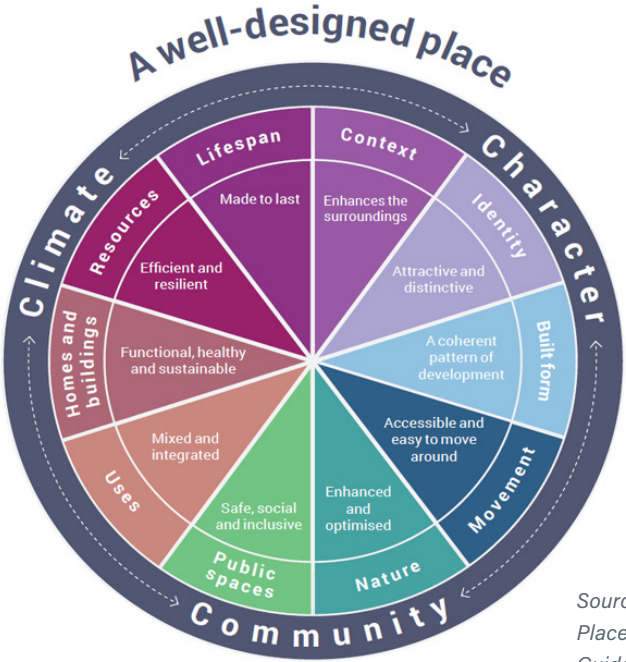 A well-designed place
Climate
Character
Community
Context
Enhances the
surroundings
Identity
Attractive and
distinctive
Built form
A coherent
pattern of
development
Movement
Accessible and
easy to move
around
Nature
Enhanced
and
optimised
Public
spaces
Safe, social
and inclusive
Uses
Mixed and
integrated
Homes and
buildings
Functional, healthy
and sustainable
Resources
Efficient and
resilient
Lifespan
Made to last
Place